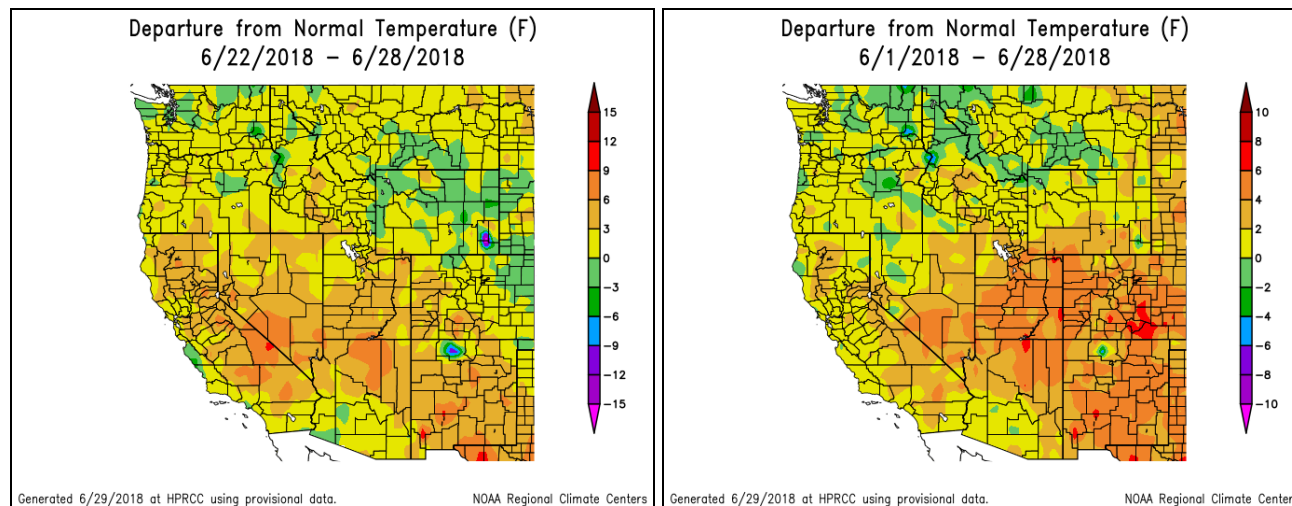 Departure from Normal Temperature (F)
6/22/2018 – 6/28/2018
15
12
9
6
3
0
−3
−6
−9
−12
−15
Generated 6/29/2018 at HPRCC using provisional data.
NOAA Regional Climate Centers
Departure from Normal Temperature (F)
6/1/2018 – 6/28/2018
10
8
6
4
2
0
−2
−4
−6
−8
−10
Generated 6/29/2018 at HPRCC using provisional data.
NOAA Regional Climate Centers